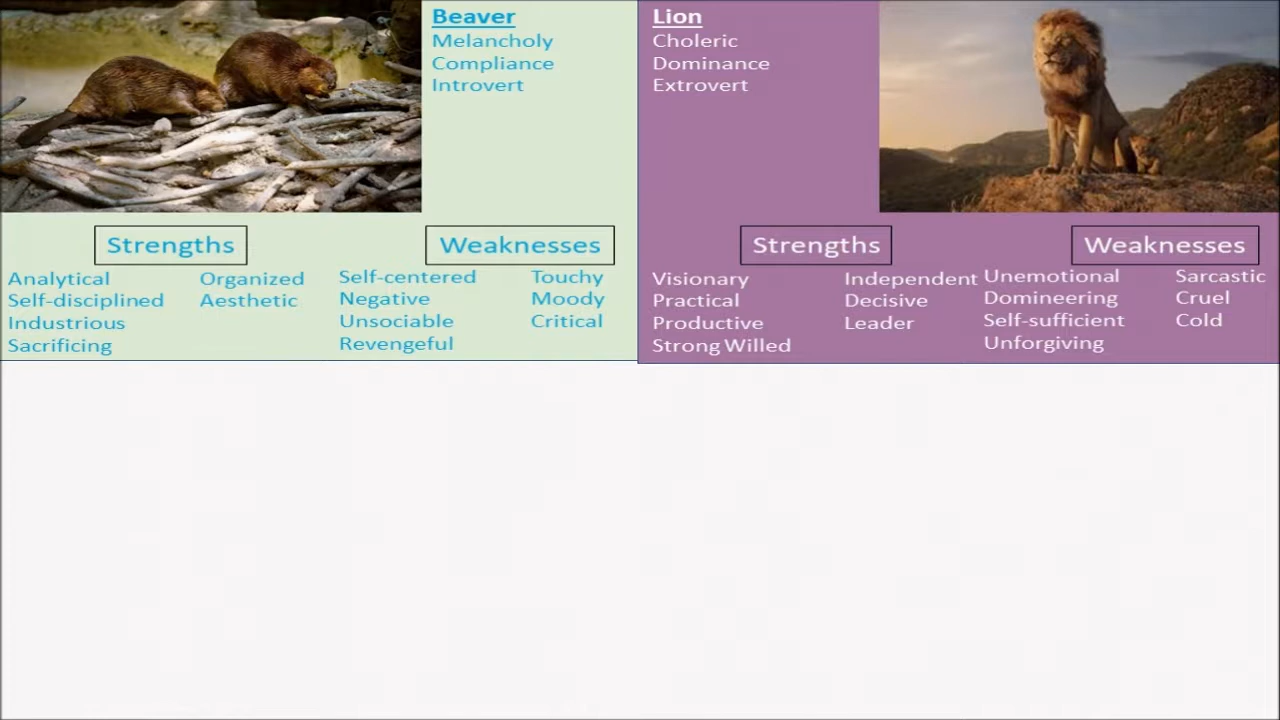 Beaver
Melancholy
Compliance
Introvert
Strengths
Weaknesses
Analytical
Self-disciplined
Industrious
Sacrificing
Organized
Aesthetic
Self-centered
Negative
Unsociable
Revengeful
Touchy
Moody
Critical
Lion
Choleric
Dominance
Extrovert
Strengths
Weaknesses
Visionary
Practical
Productive
Strong Willed
Independent
Decisive
Leader
Unemotional
Domineering
Self-sufficient
Unforgiving
Sarcastic
Cruel
Cold